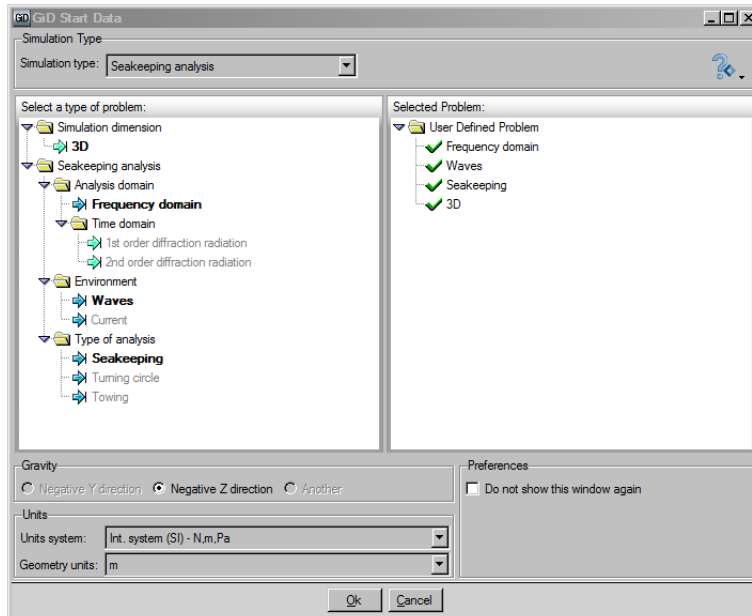 GiD GiD Start Data
Simulation Type
Simulation type: Seakeeping analysis
Select a type of problem:
Simulation dimension
3D
Seakeeping analysis
Analysis domain
Frequency domain
Time domain
1st order diffraction radiation
2nd order diffraction radiation
Environment
Waves
Current
Type of analysis
Seakeeping
Turning circle
Towing
Selected Problem:
User Defined Problem
Frequency domain
Waves
Seakeeping
3D
Gravity
Negative Y direction Negative Z direction Another
Preferences
Do not show this window again
Units
Units system: Int. system (SI) - N,m,Pa
Geometry units: m
Ok Cancel